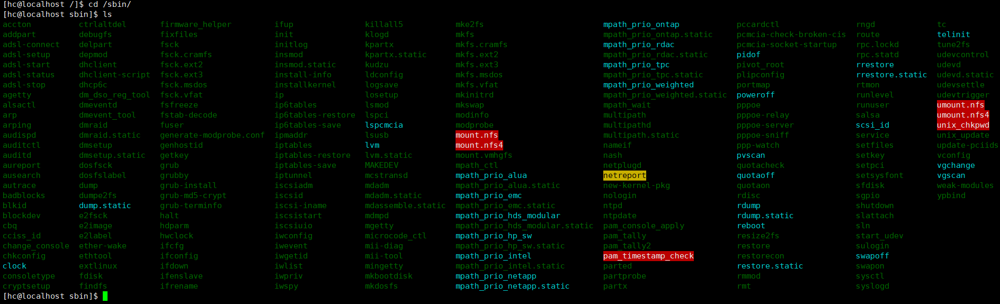 [hc@localhost /]$ cd /sbin/
[hc@localhost sbin]$ ls
accton ctrlaltdel firmware_helper ifup killall5 mke2fs mpath_prio_ontap pccardctl rngd tc
addpart debugfs fixfiles init klogd mkfs mpath_prio_ontap.static pcmcia-check-broken-cis route telinit
adsl-connect delpart fsck initlog kpartx mkfs.cramfs mpath_prio_rdac pcmcia-socket-startup rpc.lockd tune2fs
adsl-setup depmod fsck.cramfs insmod kpartx.static mkfs.ext2 mpath_prio_rdac.static pidof rpc.statd udevcontrol
adsl-start dhclient fsck.ext2 insmod.static kudzu mkfs.ext3 mpath_prio_tpc pivot_root rrestore udevd
adsl-status dhclient-script fsck.ext3 install-info ldconfig mkfs.msdos mpath_prio_tpc.static plipconfig rrestore.static udevd.static
adsl-stop dhcp6c fsck.msdos installkernel logsave mkfs.vfat mpath_prio_weighted portmap rtmon udevsettle
agetty dm_dso_reg_tool fsck.vfat ip losetup mkinitrd mpath_prio_weighted.static poweroff runlevel udevtrigger
alsactl dmeventd fsfreeze ip6tables lsmod mkswap mpath_wait pppoe runuser umount.nfs
arp dmevent_tool fstab-decode ip6tables-restore lspci modinfo multipath pppoe-relay salsa umount.nfs4
arping dmraid fuser ip6tables-save lspcmcia modprobe multipathd pppoe-server scsi_id unix_chkpwd
audispd dmraid.static generate-modprobe.conf ipmaddr lsusb mount.nfs multipath.static pppoe-sniff service unix_update
auditctl dmsetup genhostid iptables lvm mount.nfs4 nameif ppp-watch setfiles update-pciids
auditd dmsetup.static getkey iptables-restore lvm.static mount.vmhgfs nash pvscan setkey vconfig
aureport dosfsck grub iptables-save MAKEDEV mpath_ctl netplugd quotacheck setpci vgchange
ausearch dosfslabel grubby iptunnel mcstransd mpath_prio_alua netreport quotaoff setsysfont vgscan
autrace dump grub-install iscsiadm mdadm mpath_prio_alua.static new-kernel-pkg quotaon sfdisk weak-modules
badblocks dumpe2fs grub-md5-crypt iscsid mdadm.static mpath_prio_emc nologin rdisc sgpio ypbind
blkid dump.static grub-terminfo iscsi-iname mdassemble.static mpath_prio_emc.static ntpd rdump shutdown
blockdev e2fsck halt iscsistart mdmpd mpath_prio_hds_modular ntpdate rdump.static slattach
cbq e2image hdparm iscsiuio mgetty mpath_prio_hds_modular.static pam_console_apply reboot sln
cciss_id e2label hwclock iwconfig microcode_ctl mpath_prio_hp_sw pam_tally resize2fs start_udev
change_console ether-wake ifcfg iwevent mii-diag mpath_prio_hp_sw.static pam_tally2 restore sulogin
chkconfig ethtool ifconfig iwgetid mii-tool mpath_prio_intel pam_timestamp_check restorecon swapoff
clock extlinux ifdown iwlist mingetty mpath_prio_intel.static parted restore.static swapon
consoletype fdisk ifenslave iwpriv mkbootdisk mpath_prio_netapp partprobe rmmod sysctl
cryptsetup findfs ifrename iwspy mkdosfs mpath_prio_netapp.static partx rmt syslogd
[hc@localhost sbin]$